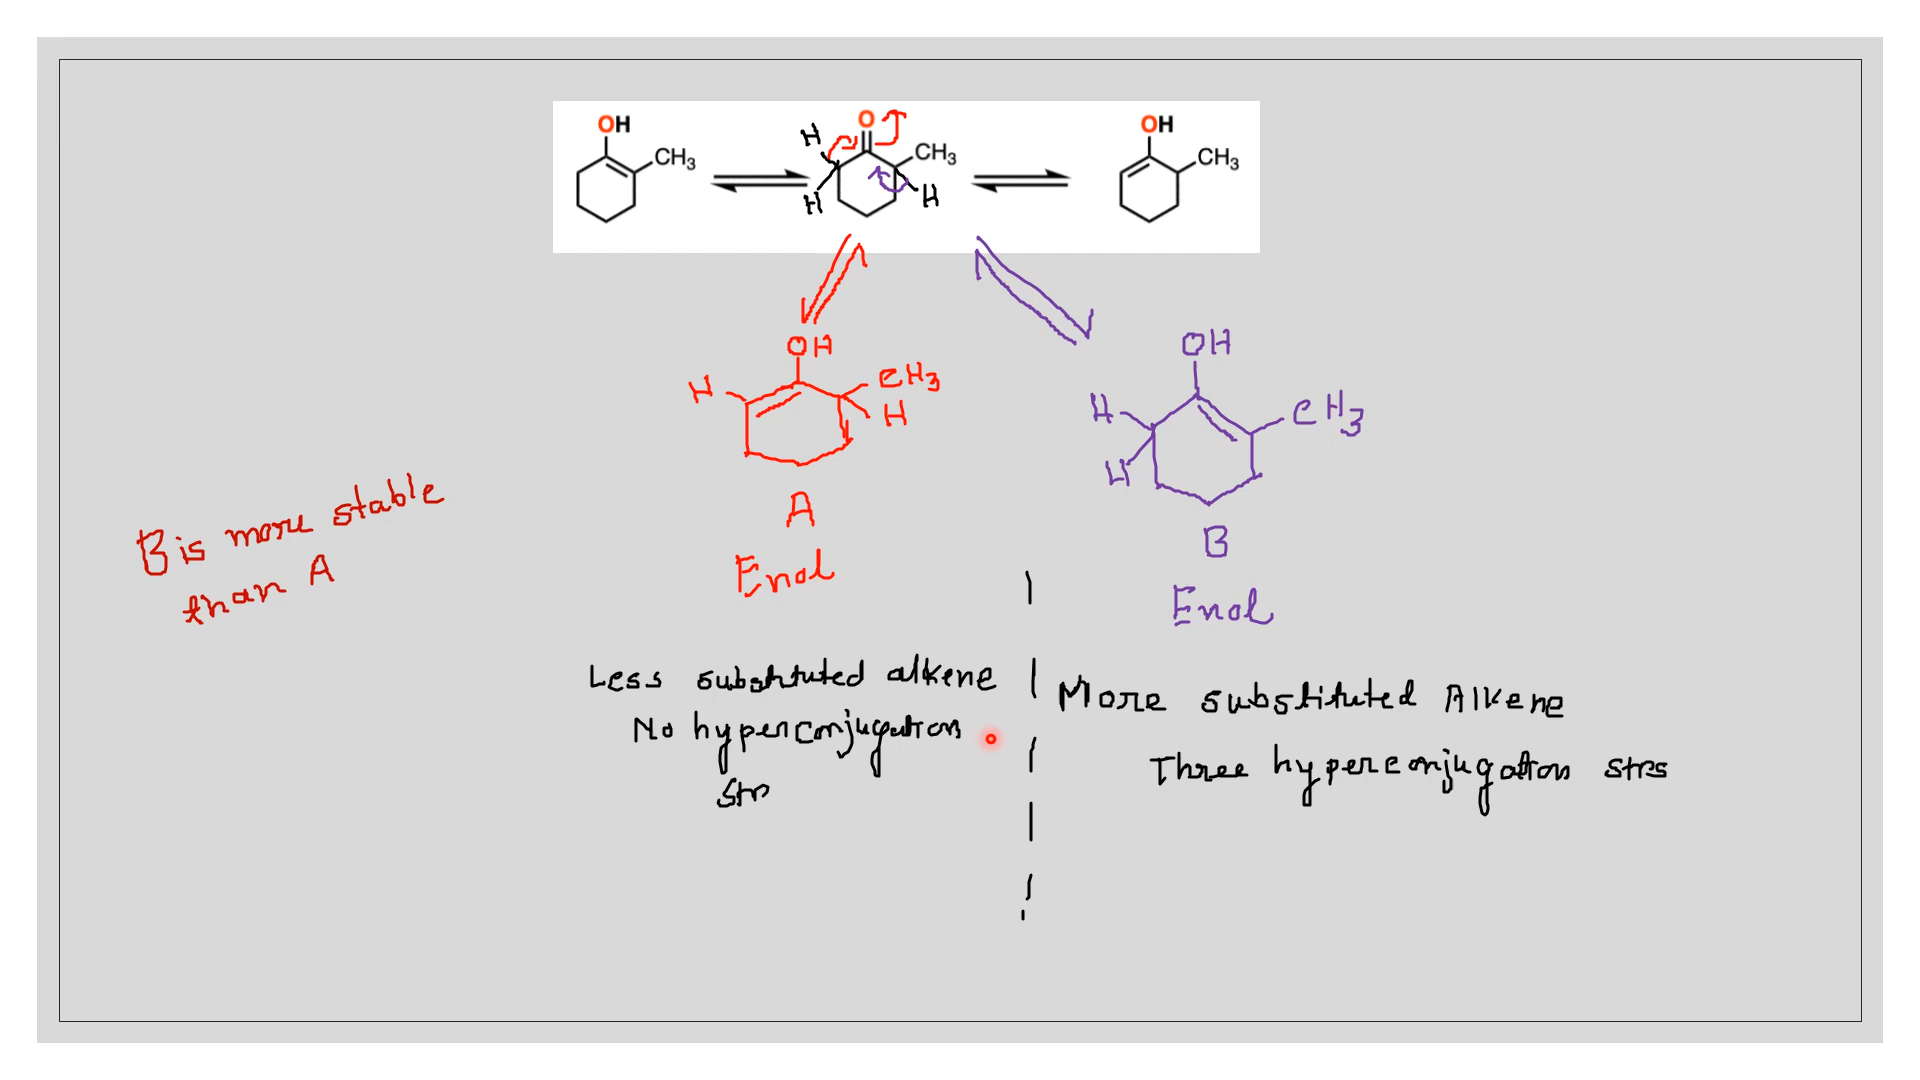 OH
CH3
H
O
CH3
H
H
OH
CH3
OH
H
CH3
H
A
Enol
OH
H
CH3
H
B
Enol
B is more stable
than A
Less substituted alkene
No hyperconjugation
str
More substituted Alkene
Three hyperconjugation strs